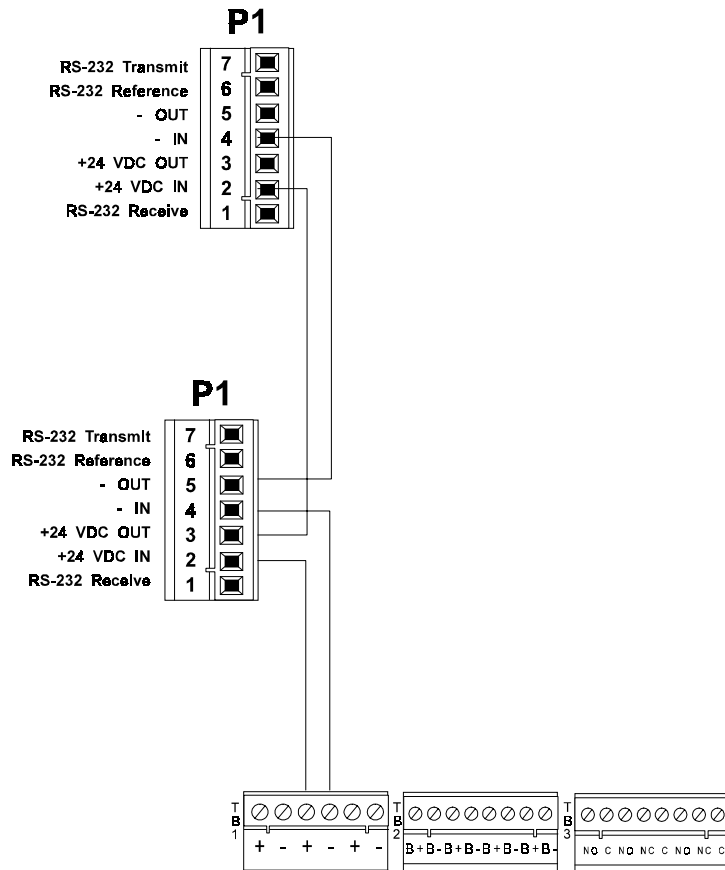 P1
RS-232 Transmit 7
RS-232 Reference 6
- OUT 5
- IN 4
+24 VDC OUT 3
+24 VDC IN 2
RS-232 Receive 1
P1
RS-232 Transmit 7
RS-232 Reference 6
- OUT 5
- IN 4
+24 VDC OUT 3
+24 VDC IN 2
RS-232 Receive 1
TB1
+ - + - + -
TB2
B+ B- B+ B- B+ B- B+ B-
TB3
NO C NO NC C NO NC C